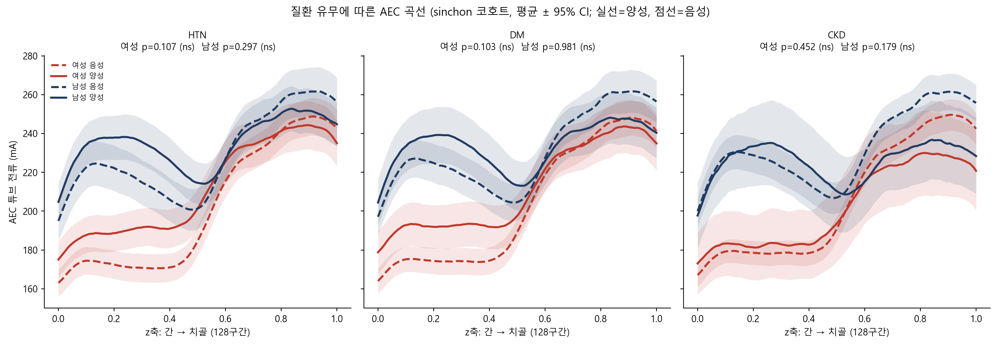 질환 유무에 따른 AEC 곡선 (sinchon 코호트, 평균 ± 95% CI; 실선=양성, 점선=음성)
HTN
여성 p=0.107 (ns)  남성 p=0.297 (ns)
DM
여성 p=0.103 (ns)  남성 p=0.981 (ns)
CKD
여성 p=0.452 (ns)  남성 p=0.179 (ns)
AEC 튜브 전류 (mA)
280
260
240
220
200
180
160
여성 음성
여성 양성
남성 음성
남성 양성
0.0 0.2 0.4 0.6 0.8 1.0
z축: 간 → 치골 (128구간)
0.0 0.2 0.4 0.6 0.8 1.0
z축: 간 → 치골 (128구간)
0.0 0.2 0.4 0.6 0.8 1.0
z축: 간 → 치골 (128구간)